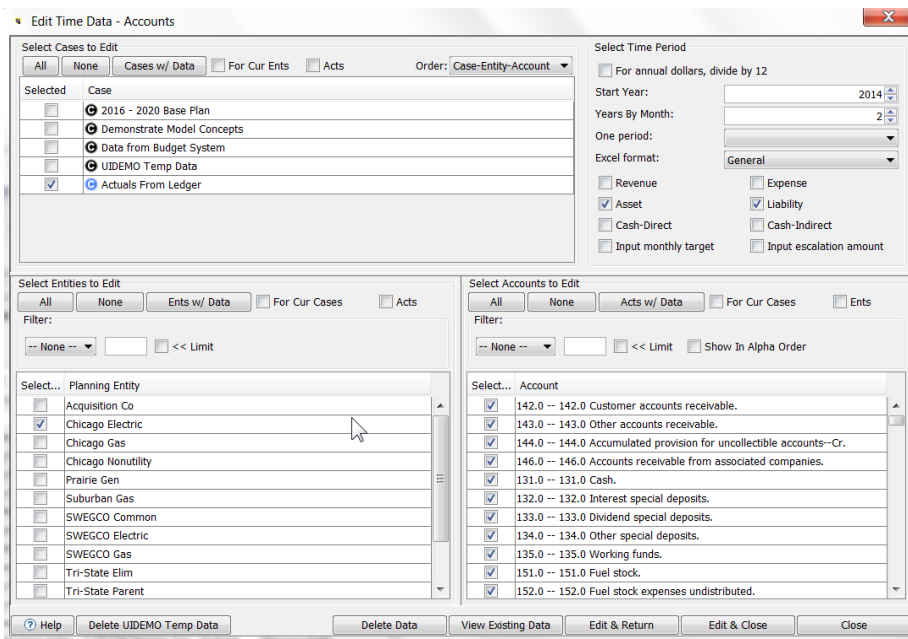 Edit Time Data - Accounts
X
Select Cases to Edit
All None Cases w/ Data For Cur Ents Acts Order: Case-Entity-Account
Selected Case
C 2016 - 2020 Base Plan
C Demonstrate Model Concepts
C Data from Budget System
C UIDEMO Temp Data
C Actuals From Ledger
Select Time Period
For annual dollars, divide by 12
Start Year: 2014
Years By Month: 2
One period:
Excel format: General
Revenue Expense
Asset Liability
Cash-Direct Cash-Indirect
Input monthly target Input escalation amount
Select Entities to Edit
All None Ents w/ Data For Cur Cases Acts
Filter:
-- None -- << Limit
Select... Planning Entity
Acquisition Co
Chicago Electric
Chicago Gas
Chicago Nonutility
Prairie Gen
Suburban Gas
SWEGCO Common
SWEGCO Electric
SWEGCO Gas
Tri-State Elim
Tri-State Parent
Select Accounts to Edit
All None Acts w/ Data For Cur Cases Ents
Filter:
-- None -- << Limit Show In Alpha Order
Select... Account
142.0 -- 142.0 Customer accounts receivable.
143.0 -- 143.0 Other accounts receivable.
144.0 -- 144.0 Accumulated provision for uncollectible accounts--Cr.
146.0 -- 146.0 Accounts receivable from associated companies.
131.0 -- 131.0 Cash.
132.0 -- 132.0 Interest special deposits.
133.0 -- 133.0 Dividend special deposits.
134.0 -- 134.0 Other special deposits.
135.0 -- 135.0 Working funds.
151.0 -- 151.0 Fuel stock.
152.0 -- 152.0 Fuel stock expenses undistributed.
? Help Delete UIDEMO Temp Data Delete Data View Existing Data Edit & Return Edit & Close Close